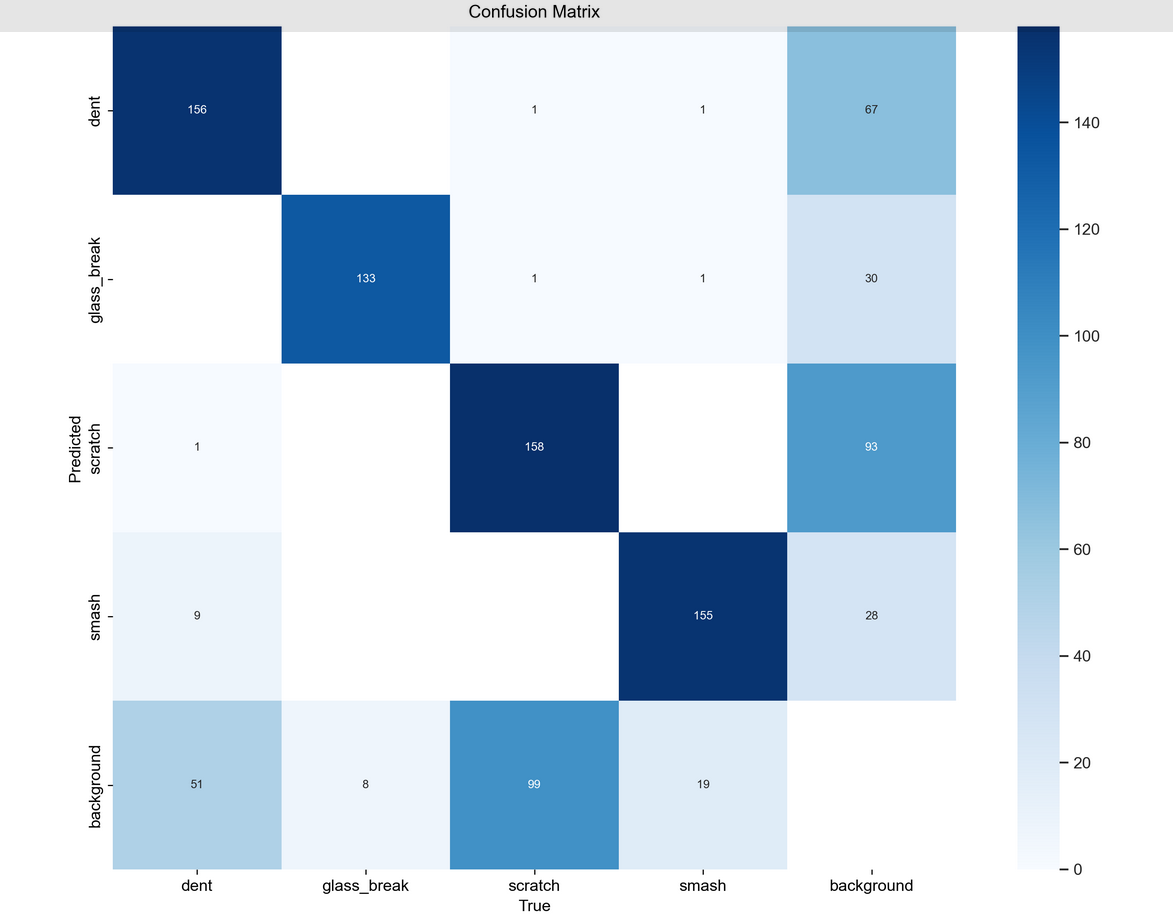 Confusion Matrix
dent
156
1
1
67
glass_break
133
1
1
30
Predicted
scratch
1
158
93
smash
9
155
28
background
51
8
99
19
dent
glass_break
scratch
smash
background
True
140
120
100
80
60
40
20
0